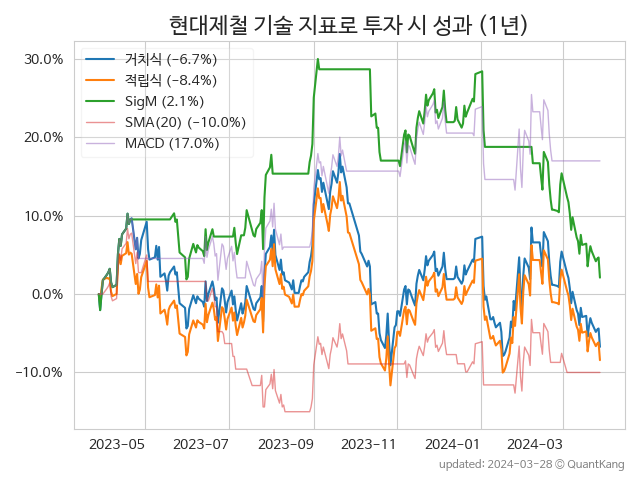 현대제철 기술 지표로 투자 시 성과 (1년)
거치식 (−6.7%)
적립식 (−8.4%)
SigM (2.1%)
SMA(20) (−10.0%)
MACD (17.0%)
30.0%
20.0%
10.0%
0.0%
−10.0%
2023-05 2023-07 2023-09 2023-11 2024-01 2024-03
updated: 2024-03-28 © QuantKang